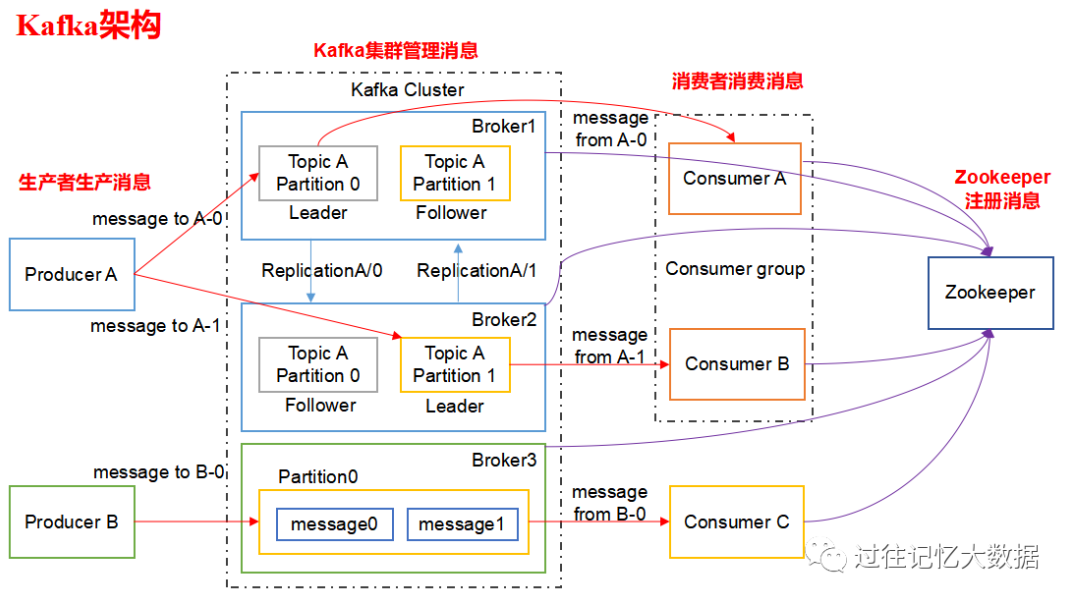 Kafka架构
Kafka集群管理消息
消费者消费消息
生产者生产消息
Zookeeper
注册消息
Kafka Cluster
Broker1
Topic A
Partition 0
Leader
Topic A
Partition 1
Follower
message to A-0
Producer A
message to A-1
ReplicationA/0
ReplicationA/1
Broker2
Topic A
Partition 0
Follower
Topic A
Partition 1
Leader
message
from A-0
Consumer A
Consumer group
message
from A-1
Consumer B
Zookeeper
message to B-0
Producer B
Broker3
Partition0
message0
message1
message
from B-0
Consumer C
过往记忆大数据